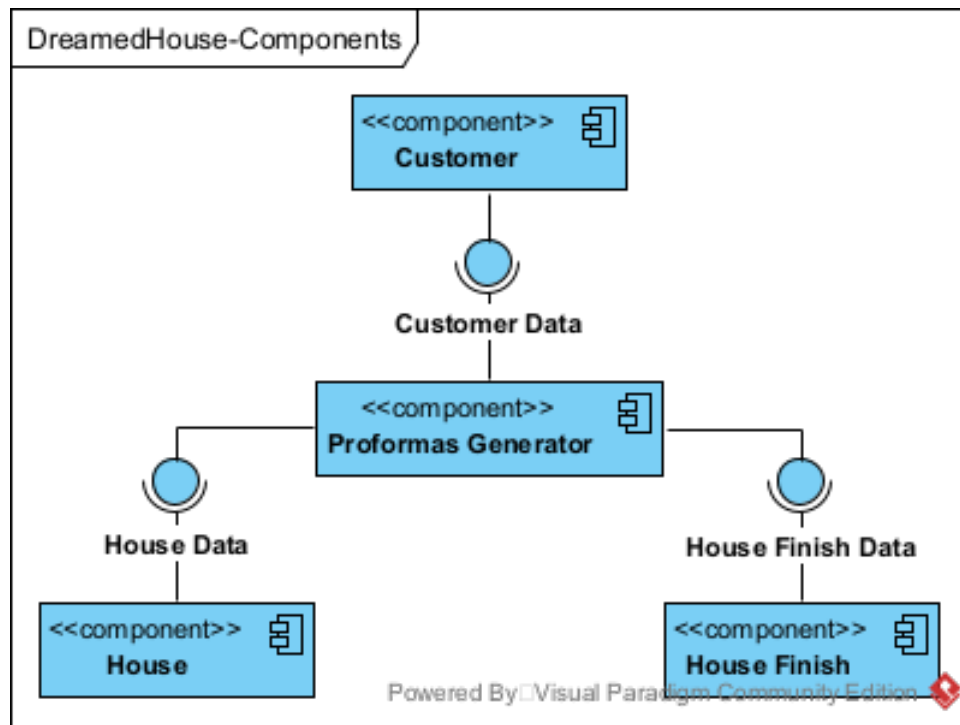 DreamedHouse-Components
<<component>>
Customer
Customer Data
<<component>>
Proformas Generator
House Data
House Finish Data
<<component>>
House
<<component>>
House Finish
Powered By Visual Paradigm Community Edition